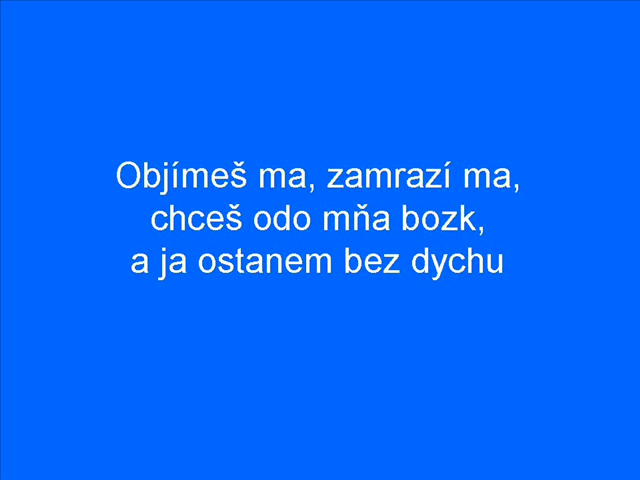 Objímeš ma, zamrazí ma,
chceš odo mňa bozk,
a ja ostanem bez dychu